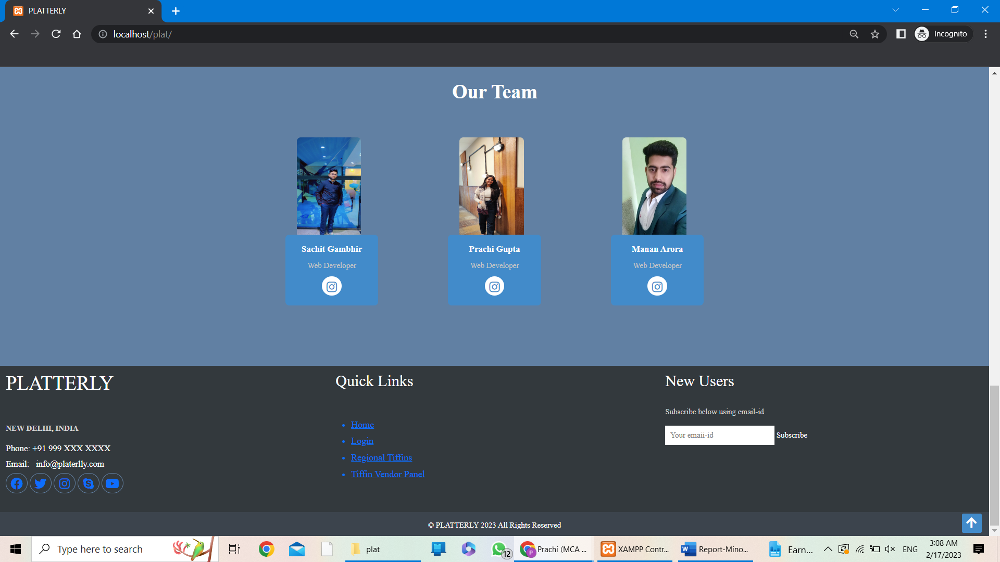 PLATTERLY
localhost/plat/
Incognito
Our Team
Sachit Gambhir
Web Developer
Prachi Gupta
Web Developer
Manan Arora
Web Developer
PLATTERLY
NEW DELHI, INDIA
Phone: +91 999 XXX XXXX
Email: info@platerlly.com
Quick Links
Home
Login
Regional Tiffins
Tiffin Vendor Panel
New Users
Subscribe below using email-id
Your emaii-id
Subscribe
© PLATTERLY 2023 All Rights Reserved
Type here to search
plat
12
P
Prachi (MCA ...
XAMPP Contr...
W
Report-Mino...
Earn...
ENG
3:08 AM
2/17/2023